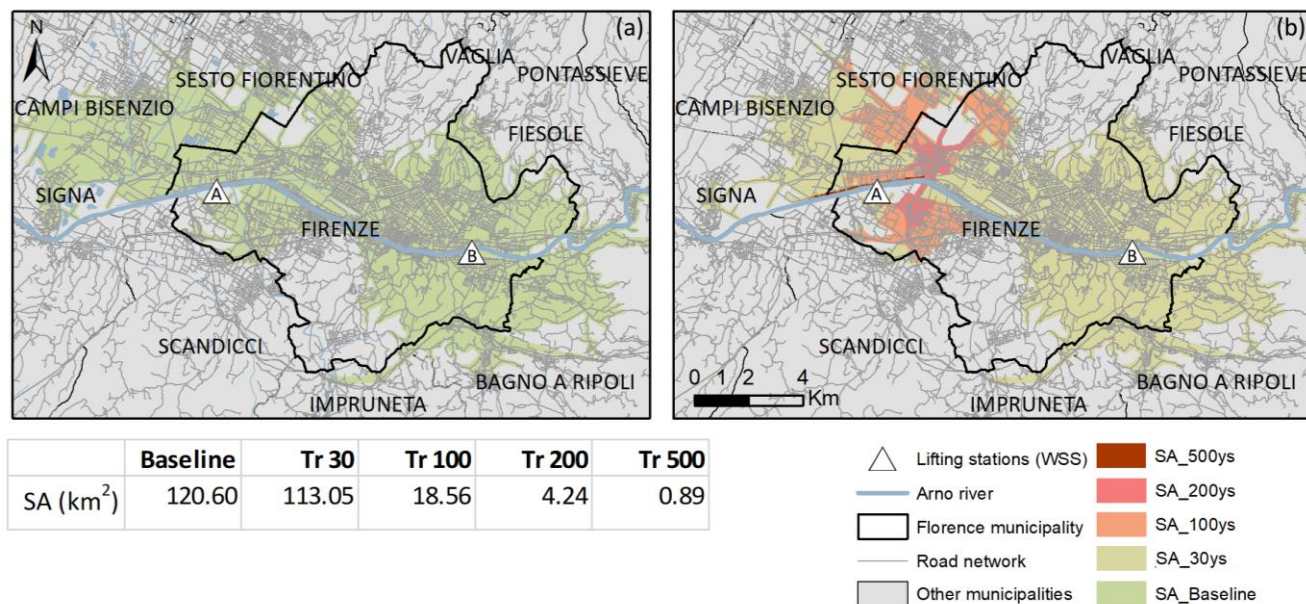 N
(a)
VAGLIA
PONTASSIEVE
SESTO FIORENTINO
CAMPI BISENZIO
FIESOLE
SIGNA
A
FIRENZE
B
SCANDICCI
BAGNO A RIPOLI
IMPRUNETA
(b)
VAGLIA
PONTASSIEVE
SESTO FIORENTINO
CAMPI BISENZIO
FIESOLE
SIGNA
A
FIRENZE
B
SCANDICCI
0 1 2 4
Km
BAGNO A RIPOLI
IMPRUNETA
Baseline Tr 30 Tr 100 Tr 200 Tr 500
SA (km²) 120.60 113.05 18.56 4.24 0.89
Lifting stations (WSS)
Arno river
Florence municipality
Road network
Other municipalities
SA_500ys
SA_200ys
SA_100ys
SA_30ys
SA_Baseline